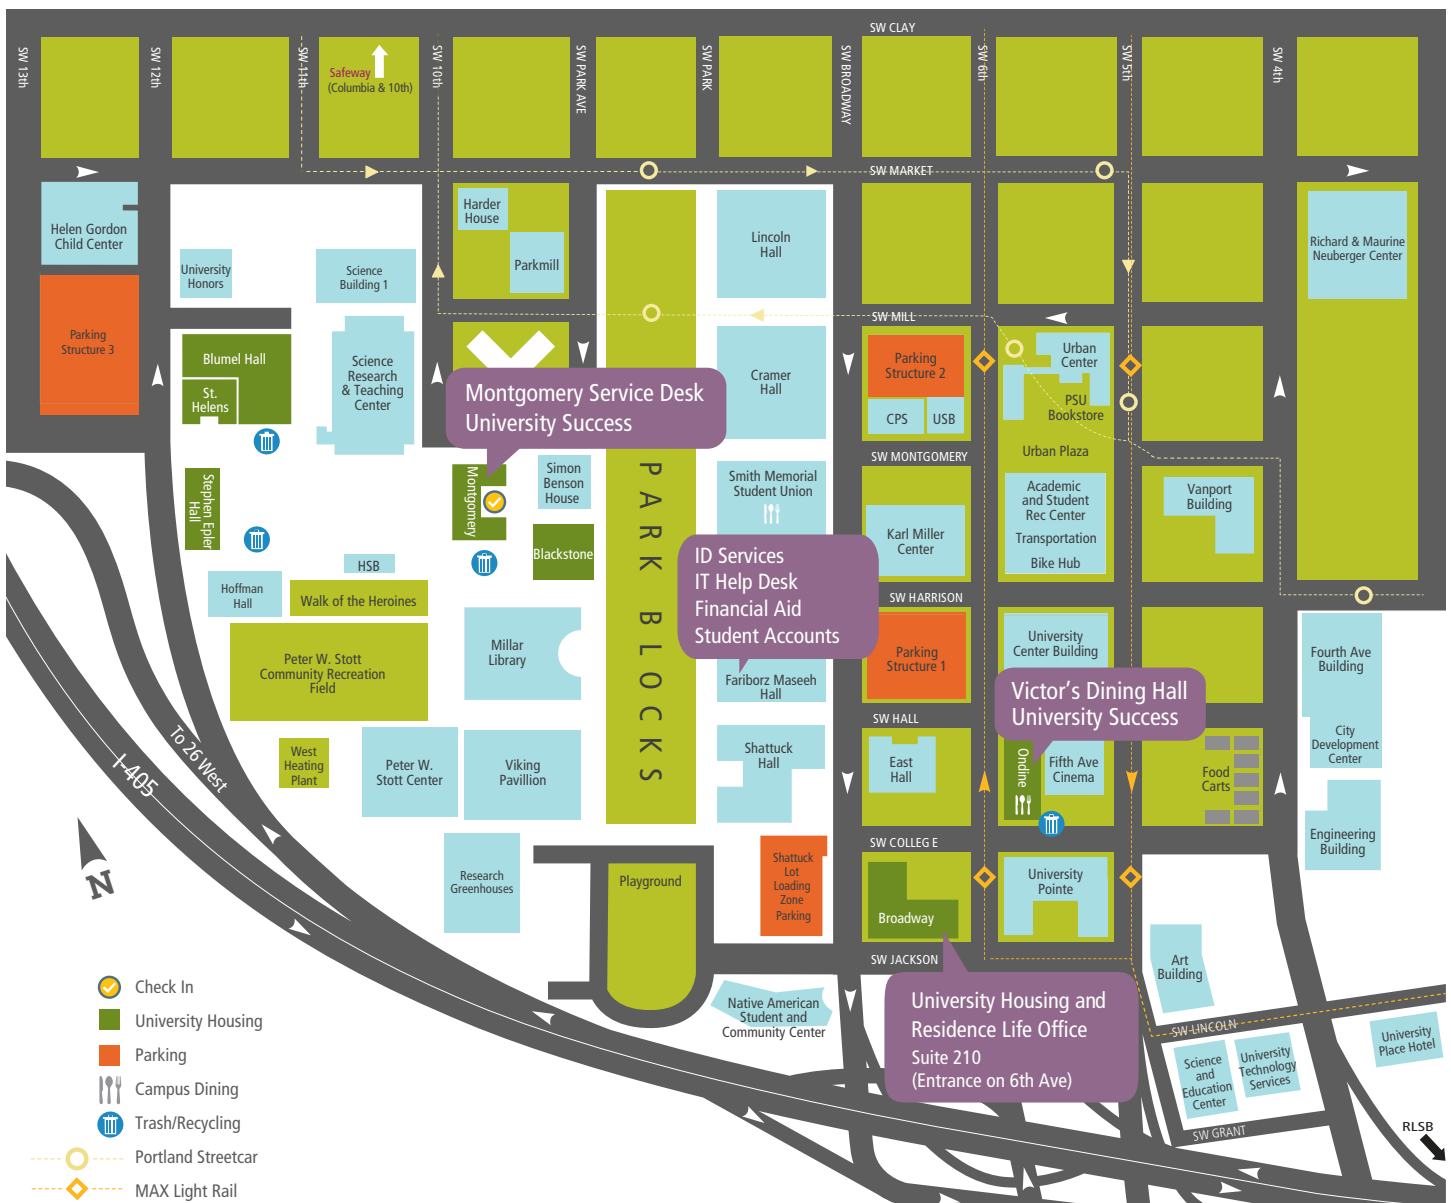 SW CLAY
SW 13th
SW 12th
SW 11th
SW 10th
SW PARK AVE
SW PARK
SW BROADWAY
SW 6th
SW 5th
SW 4th
Safeway
(Columbia & 10th)
SW MARKET
Helen Gordon
Child Center
Harder
House
Parkmill
Lincoln
Hall
Richard & Maurine
Neuberger Center
University
Honors
Science
Building 1
SW MILL
Parking
Structure 3
Blumel Hall
St.
Helens
Science
Research
& Teaching
Center
Montgomery Service Desk
University Success
Cramer
Hall
Parking
Structure 2
CPS
USB
Urban
Center
PSU
Bookstore
Urban Plaza
SW MONTGOMERY
Stephen Epler
Hall
Montgomery
Simon
Benson
House
Blackstone
PARK BLOCKS
Smith Memorial
Student Union
Karl Miller
Center
Academic
and Student
Rec Center
Transportation
Bike Hub
Vanport
Building
HSB
Hoffman
Hall
Walk of the Heroines
ID Services
IT Help Desk
Financial Aid
Student Accounts
SW HARRISON
Peter W. Stott
Community Recreation
Field
Millar
Library
Fariborz Maseeh
Hall
Parking
Structure 1
University
Center Building
Fourth Ave
Building
Victor's Dining Hall
University Success
SW HALL
To 26 West
I-405
West
Heating
Plant
Peter W.
Stott Center
Viking
Pavillion
Shattuck
Hall
East
Hall
Ondine
Fifth Ave
Cinema
Food
Carts
City
Development
Center
SW COLLEGE
Engineering
Building
N
Research
Greenhouses
Playground
Shattuck
Lot
Loading
Zone
Parking
Broadway
University
Pointe
SW JACKSON
Art
Building
Native American
Student and
Community Center
University Housing and
Residence Life Office
Suite 210
(Entrance on 6th Ave)
SW LINCOLN
Science
and
Education
Center
University
Technology
Services
University
Place Hotel
SW GRANT
RLSB
Check In
University Housing
Parking
Campus Dining
Trash/Recycling
Portland Streetcar
MAX Light Rail